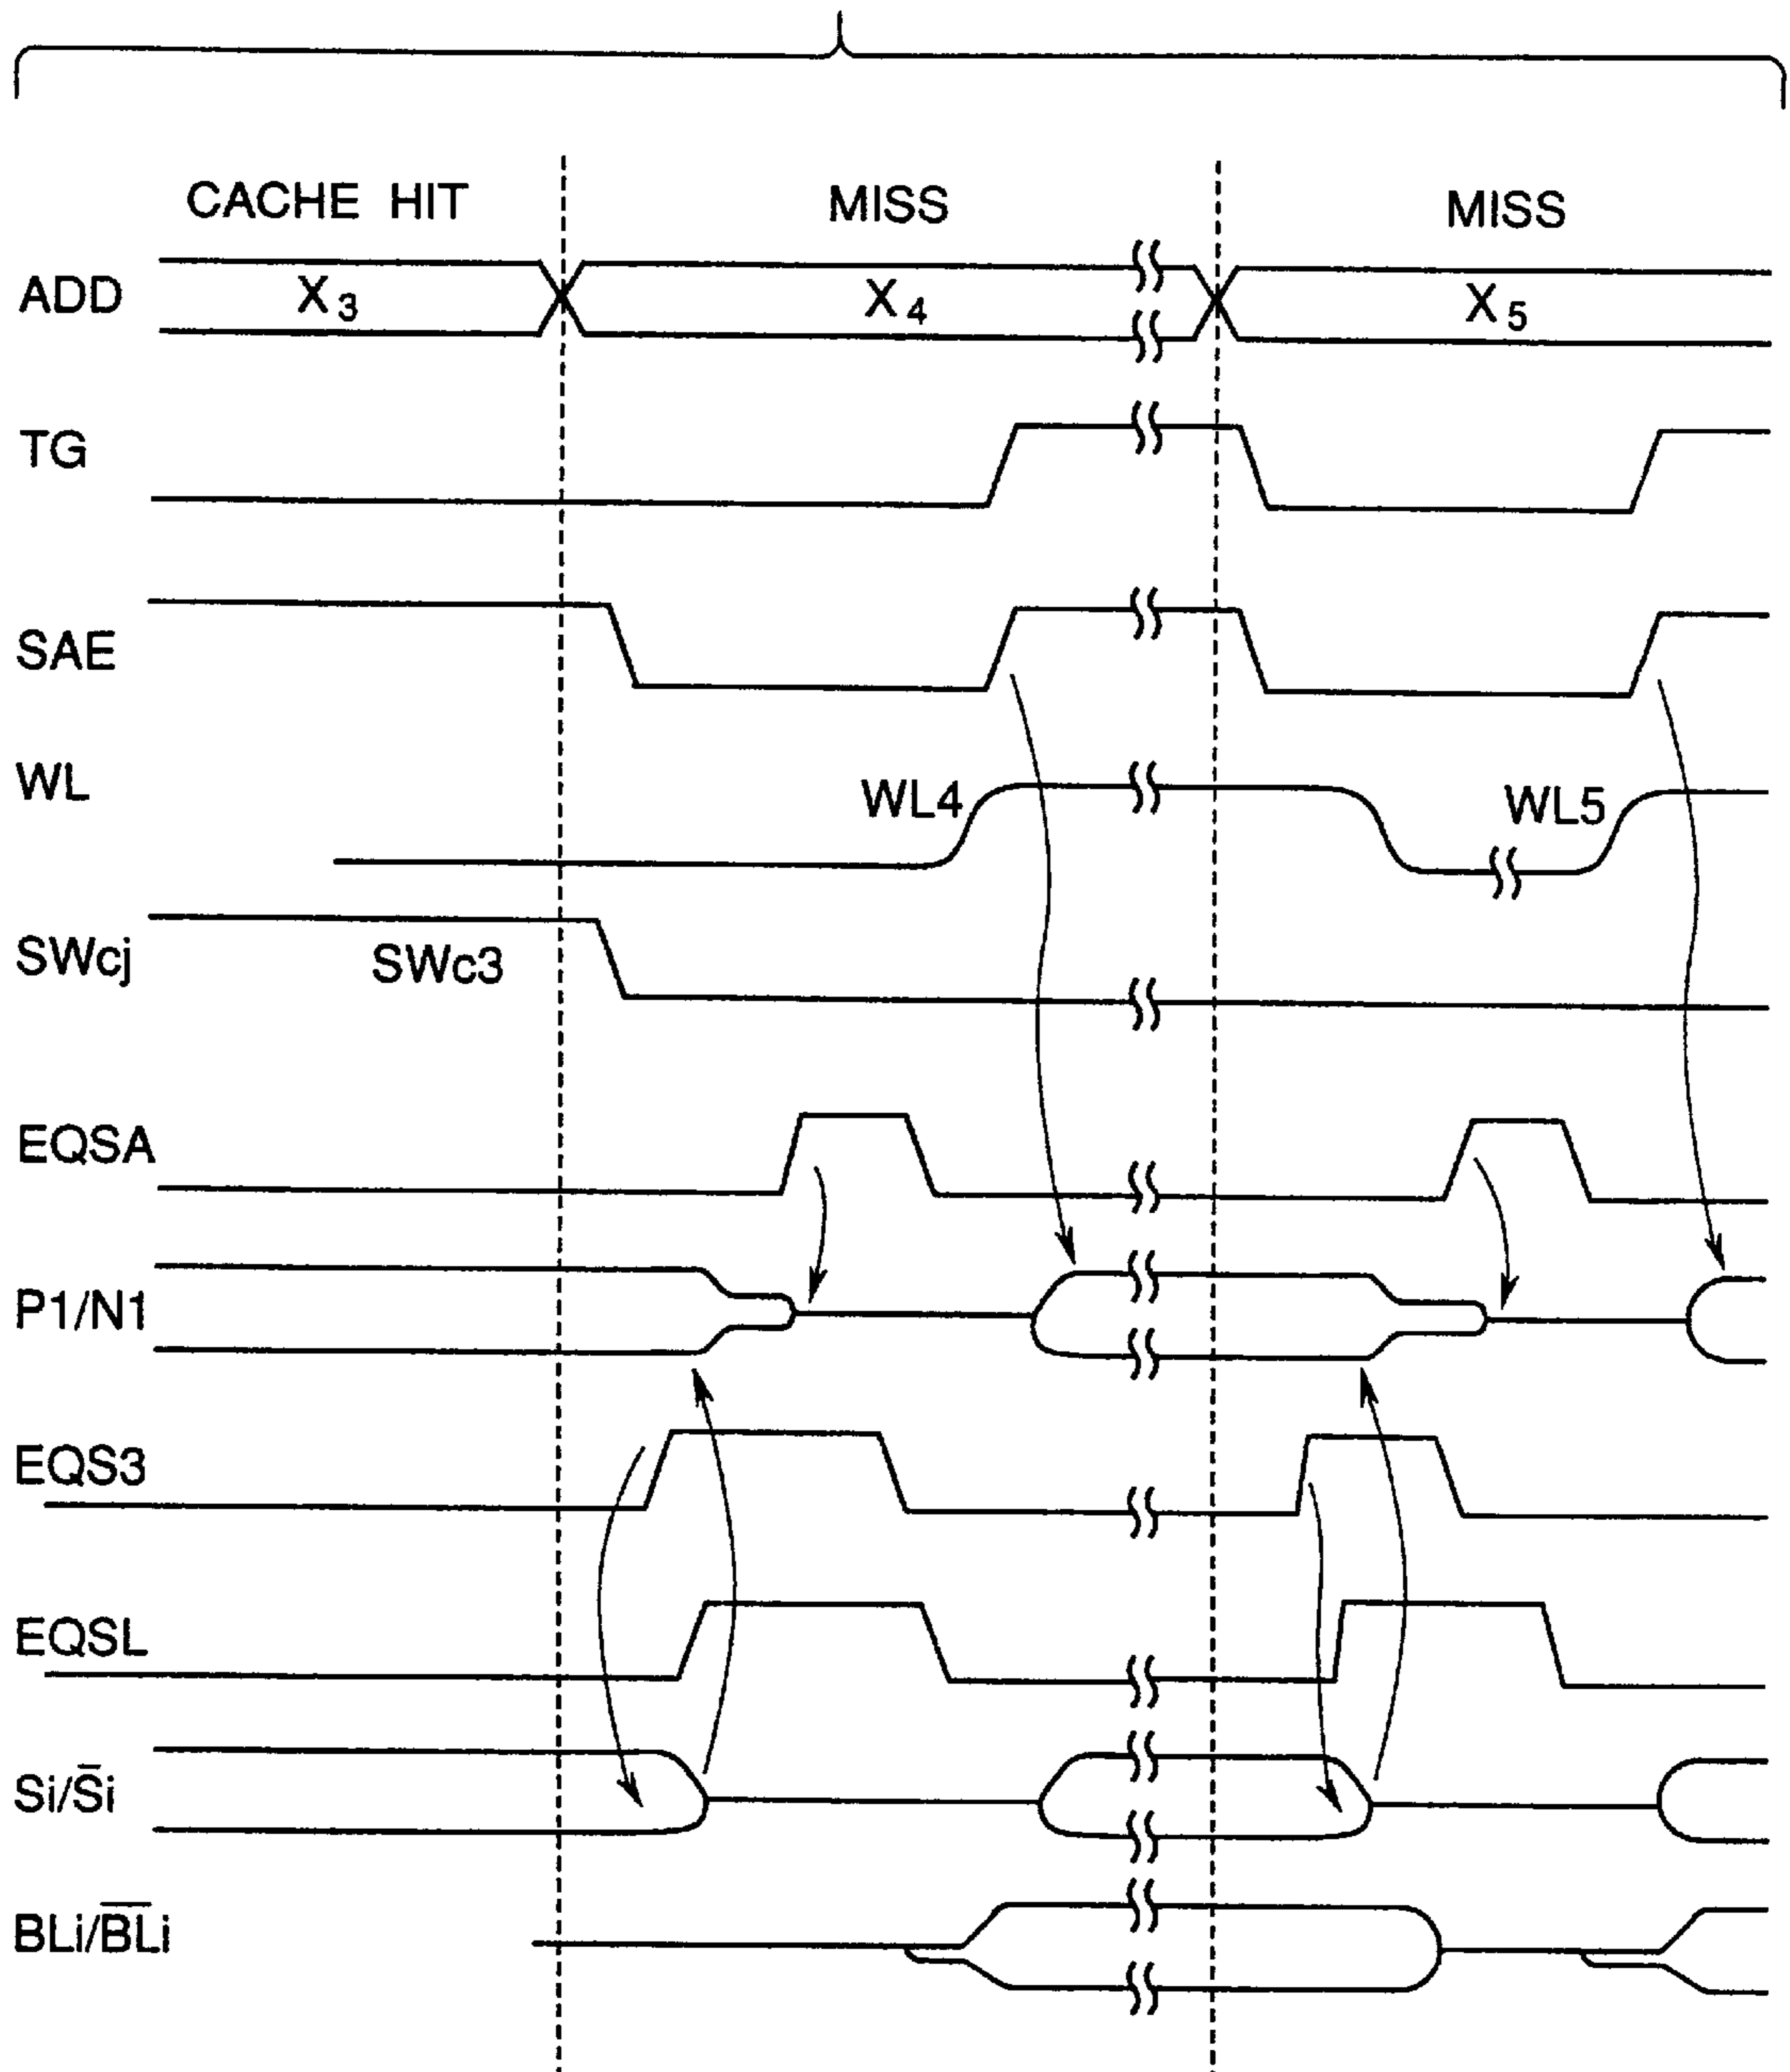 CACHE HIT MISS MISS
ADD X₃ X₄ X₅
TG
SAE
WL WL4 WL5
SWcj SWc3
EQSA
P1/N1
EQS3
EQSL
Si/S̅i
BLi/B̅L̅i